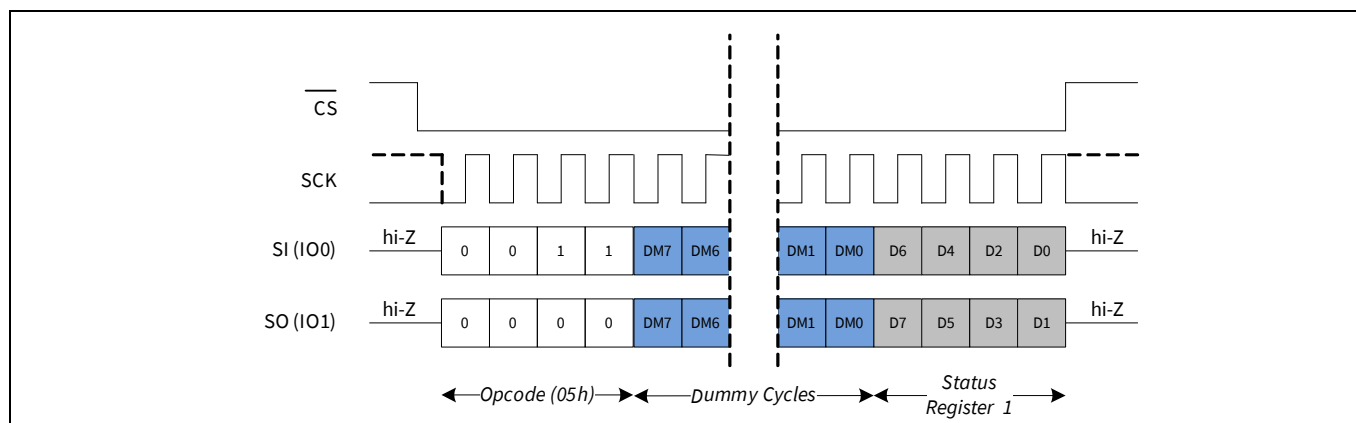 CS
SCK
SI (IO0) hi-Z 0 0 1 1 DM7 DM6 DM1 DM0 D6 D4 D2 D0 hi-Z
SO (IO1) hi-Z 0 0 0 0 DM7 DM6 DM1 DM0 D7 D5 D3 D1 hi-Z
Opcode (05h) Dummy Cycles Status
Register 1